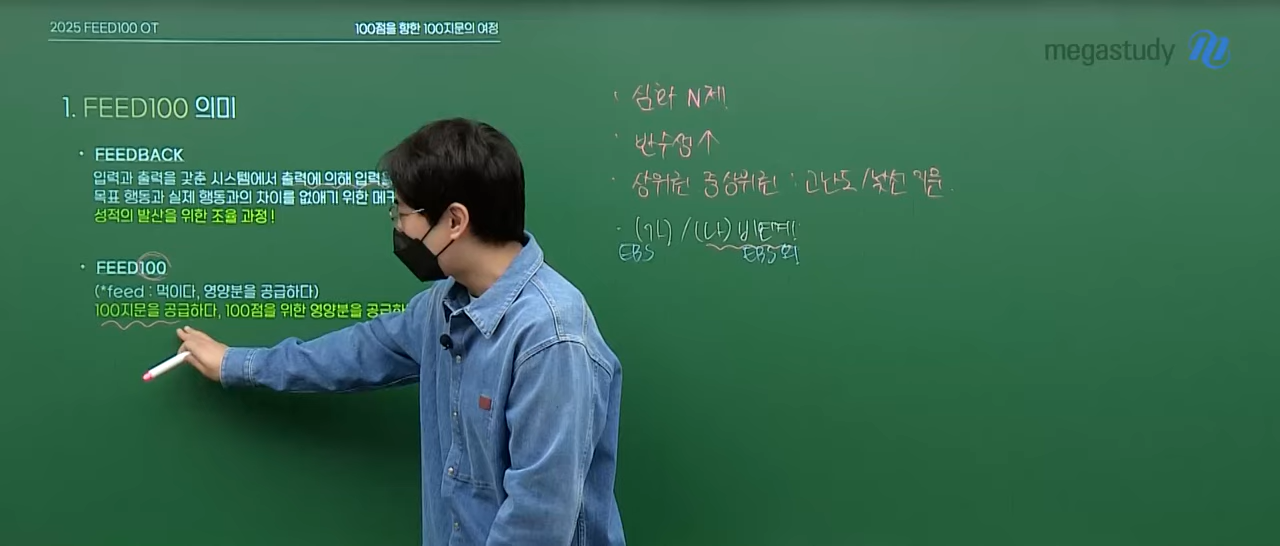 2025 FEED100 OT
100점을 향한 100지문의 여정
megastudy
1. FEED100 의미
· FEEDBACK
입력과 출력을 갖춘 시스템에서 출력에 의해 입력을
목표 행동과 실제 행동과의 차이를 없애기 위한 메커
성적의 발산을 위한 조율 과정!
· FEED100
(*feed : 먹이다, 영양분을 공급하다)
100지문을 공급하다, 100점을 위한 영양분을 공급하
· 심화 N제!
· 반수생↑
· 상위권 중상위권 : 고난도/낯선 지문.
· (가) / (나) 비문학!
EBS EBS외